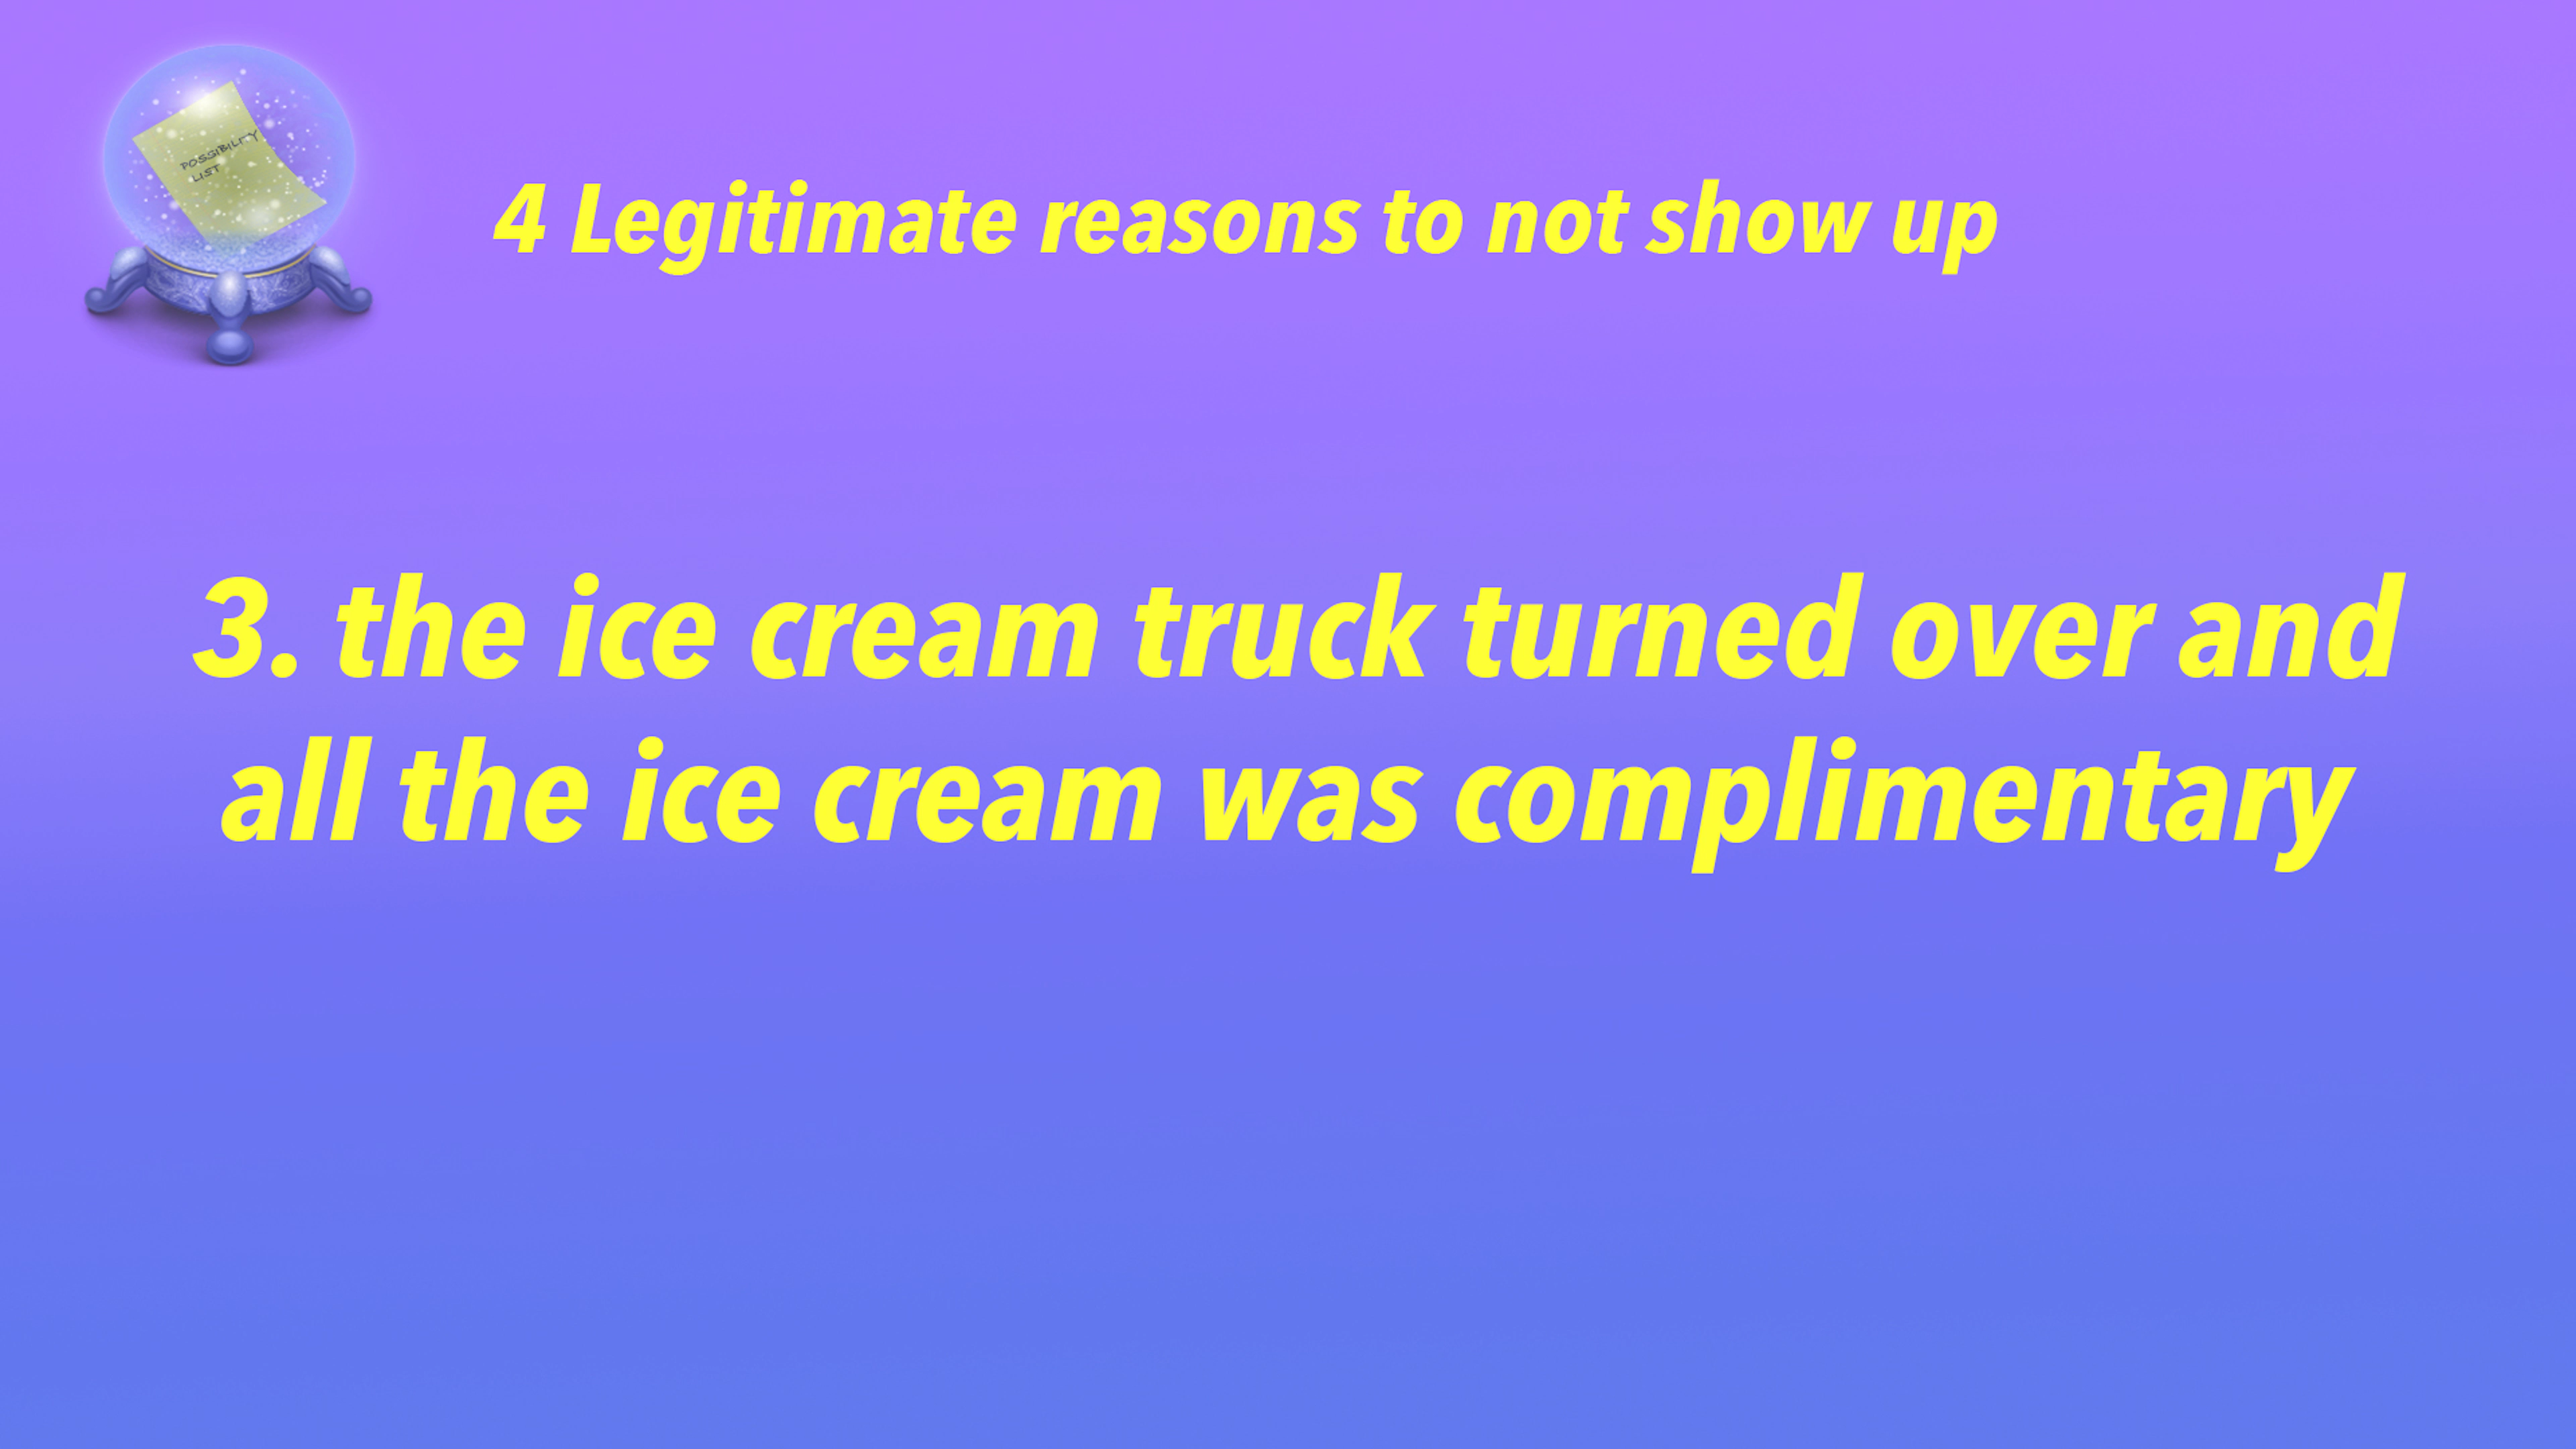 POSSIBILITY
LIST
4 Legitimate reasons to not show up
3. the ice cream truck turned over and
all the ice cream was complimentary